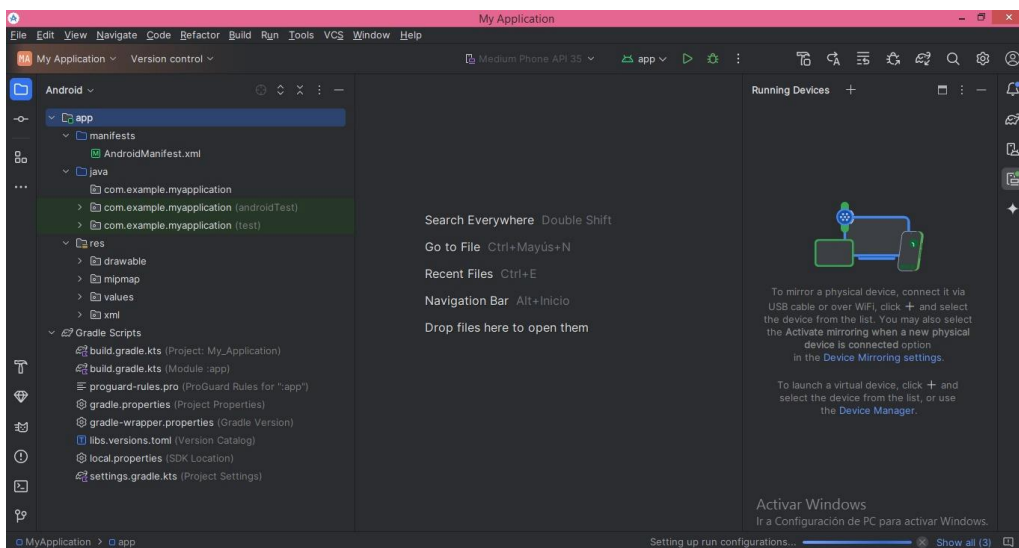 My Application
File Edit View Navigate Code Refactor Build Run Tools VCS Window Help
MA My Application Version control Medium Phone API 35 app
Android
Running Devices
app
manifests
AndroidManifest.xml
java
com.example.myapplication
com.example.myapplication (androidTest)
com.example.myapplication (test)
res
drawable
mipmap
values
xml
Gradle Scripts
build.gradle.kts (Project: My_Application)
build.gradle.kts (Module :app)
proguard-rules.pro (ProGuard Rules for ":app")
gradle.properties (Project Properties)
gradle-wrapper.properties (Gradle Version)
libs.versions.toml (Version Catalog)
local.properties (SDK Location)
settings.gradle.kts (Project Settings)
Search Everywhere Double Shift
Go to File Ctrl+Mayús+N
Recent Files Ctrl+E
Navigation Bar Alt+Inicio
Drop files here to open them
To mirror a physical device, connect it via
USB cable or over WiFi, click + and select
the device from the list. You may also select
the Activate mirroring when a new physical
device is connected option
in the Device Mirroring settings.
To launch a virtual device, click + and
select the device from the list, or use
the Device Manager.
Activar Windows
Ir a Configuración de PC para activar Windows.
MyApplication > app
Setting up run configurations... Show all (3)